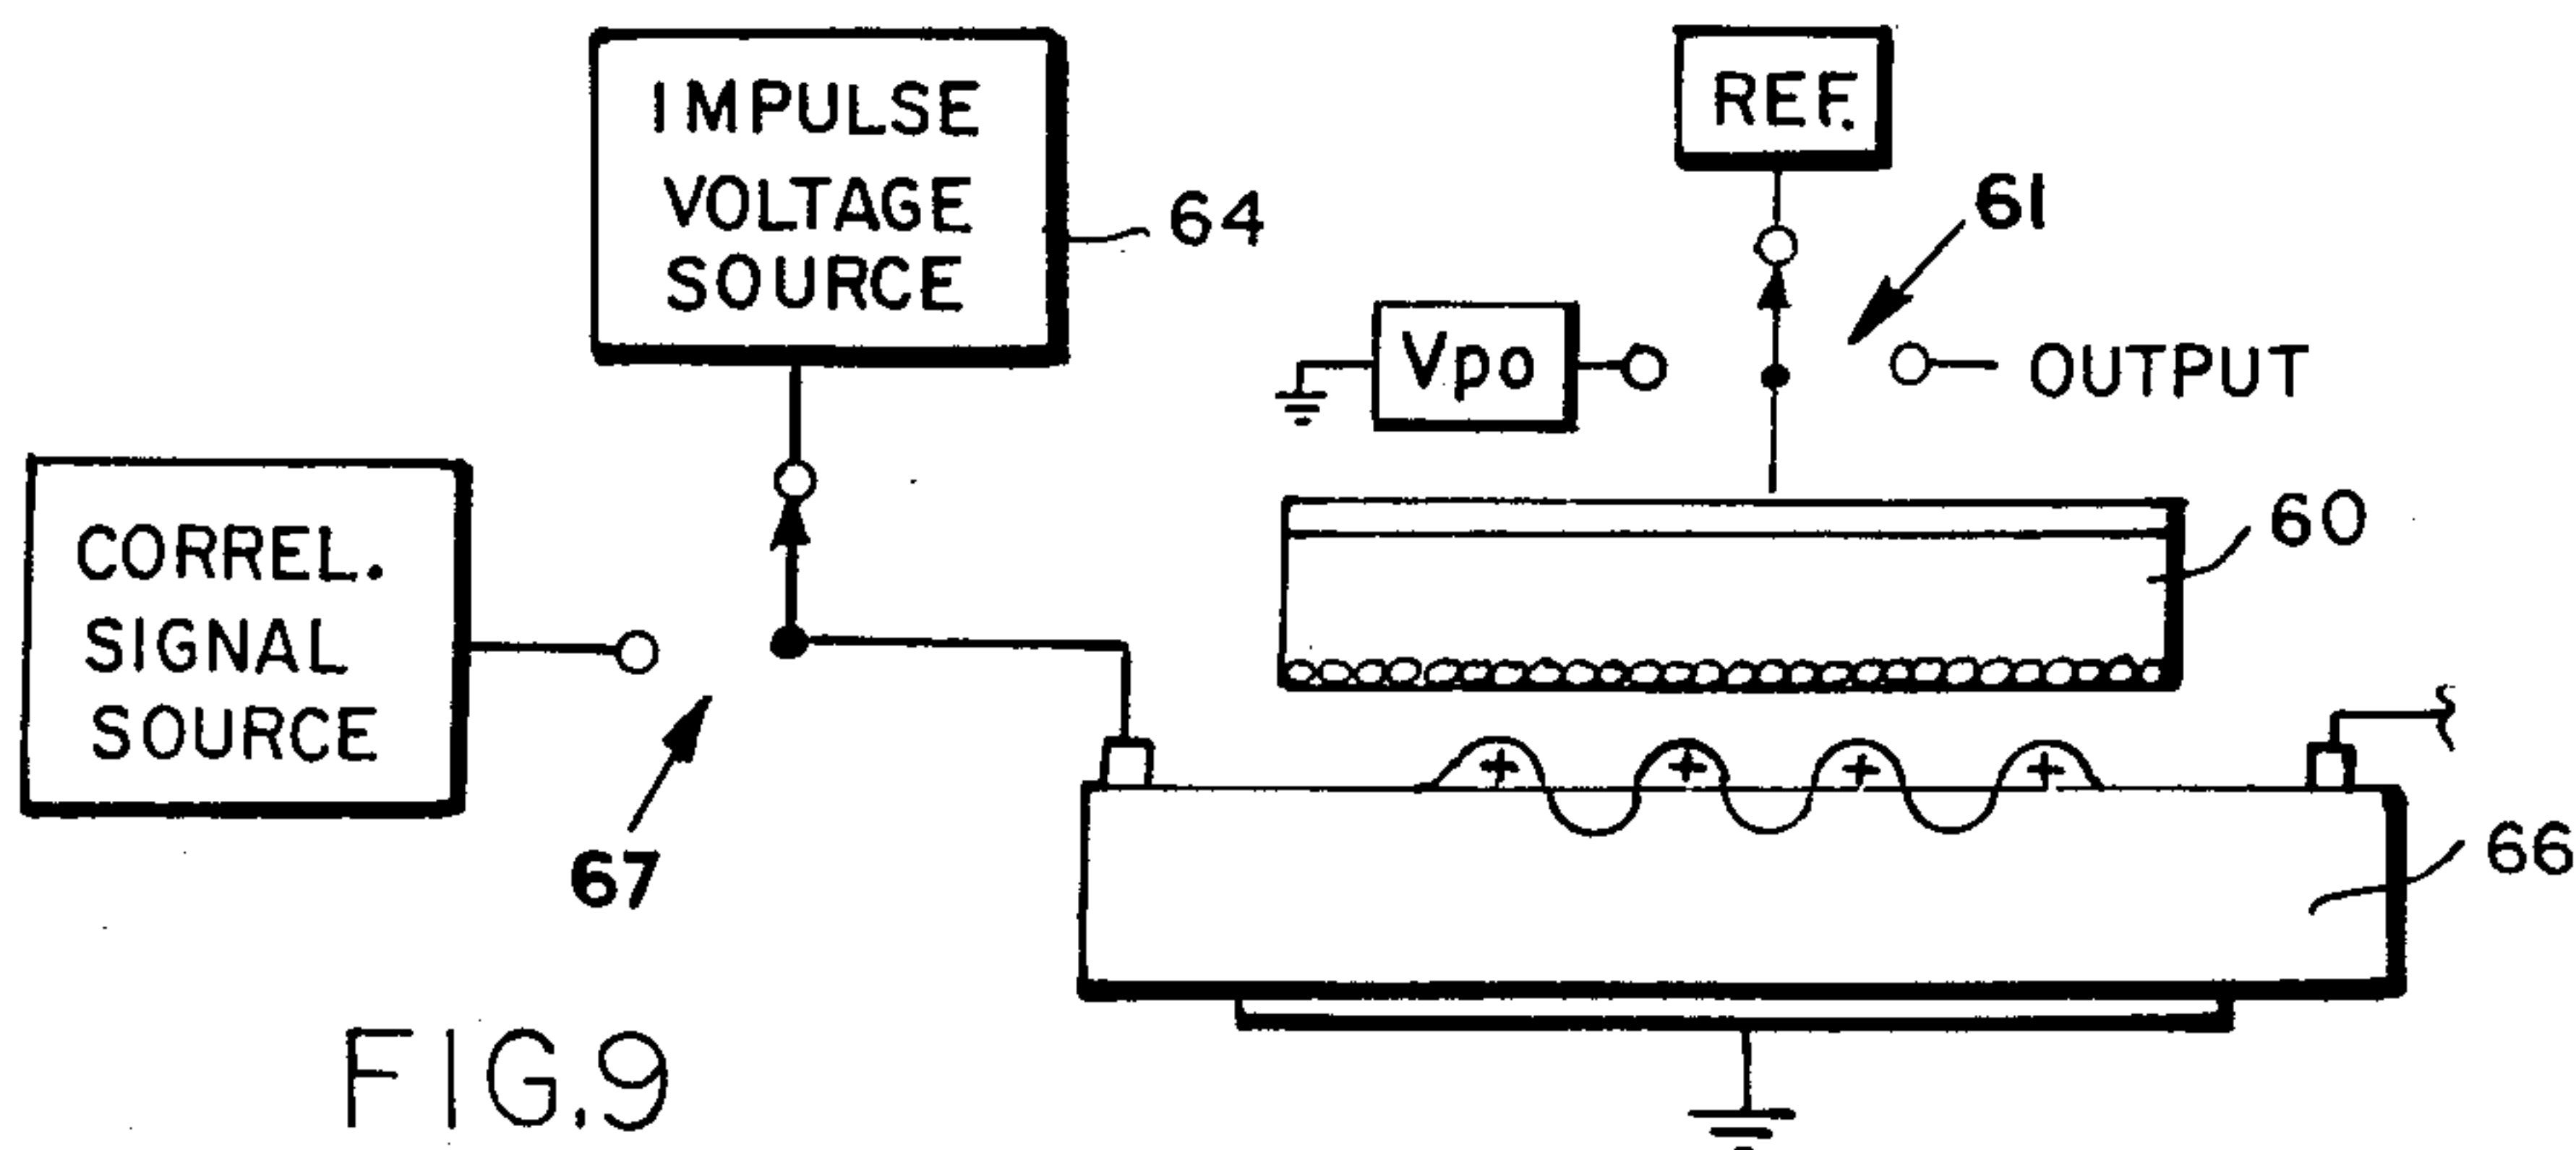 IMPULSE
VOLTAGE
SOURCE
64
REF.
61
Vpo
OUTPUT
CORREL.
SIGNAL
SOURCE
60
67
+ + + +
66
FIG.9